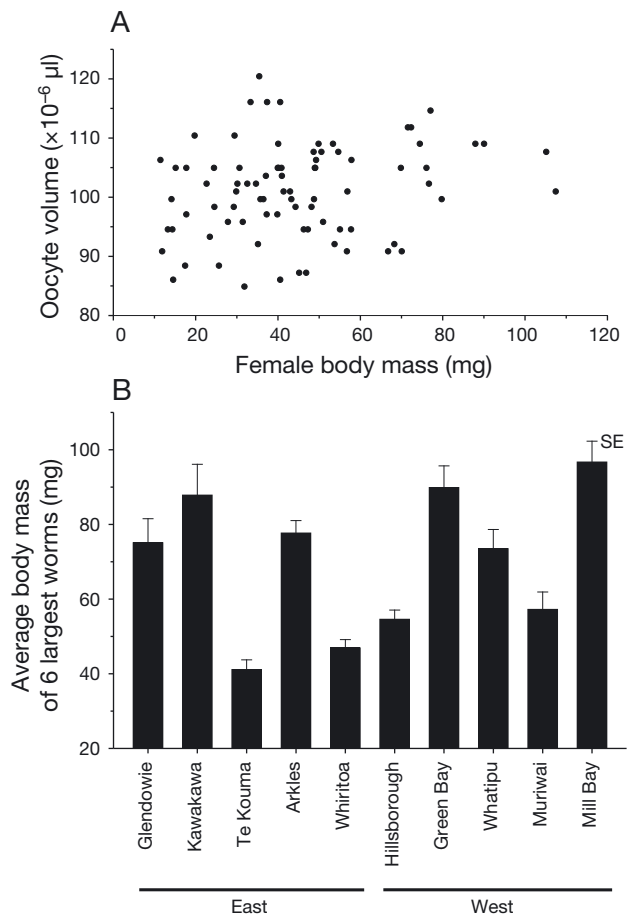 A
Oocyte volume (×10⁻⁶ µl)
120
110
100
90
80
0
20
40
60
80
100
120
Female body mass (mg)
B
Average body mass
of 6 largest worms (mg)
100
80
60
40
20
SE
Glendowie
Kawakawa
Te Kouma
Arkles
Whiritoa
Hillsborough
Green Bay
Whatipu
Muriwai
Mill Bay
East
West